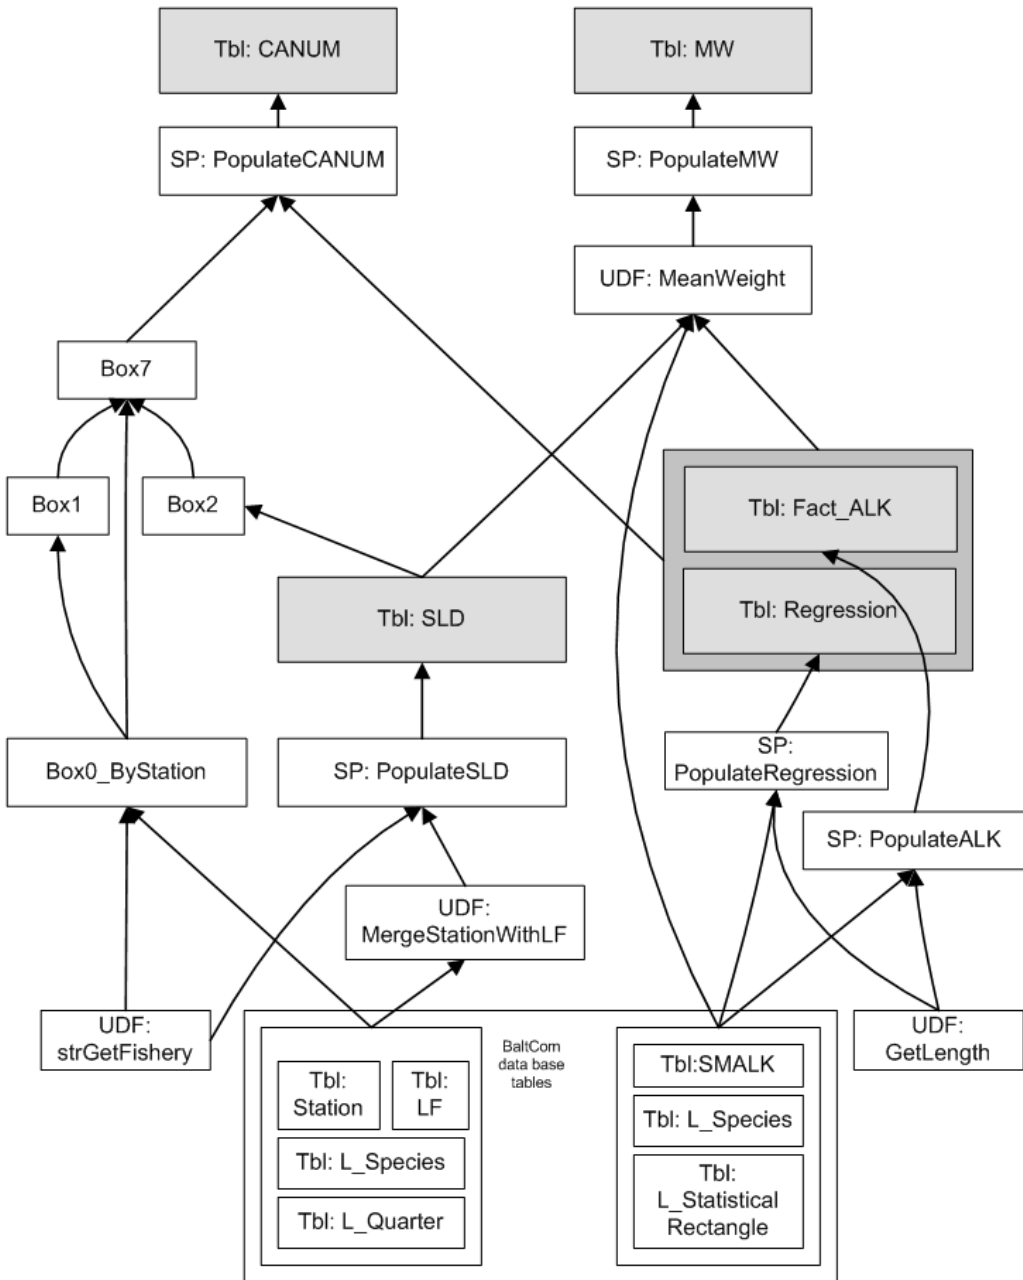 Tbl: CANUM
Tbl: MW
SP: PopulateCANUM
SP: PopulateMW
UDF: MeanWeight
Box7
Box1
Box2
Tbl: Fact_ALK
Tbl: SLD
Tbl: Regression
Box0_ByStation
SP: PopulateSLD
SP:
PopulateRegression
SP: PopulateALK
UDF:
MergeStationWithLF
UDF:
strGetFishery
UDF:
GetLength
BaltCom
data base
tables
Tbl:
Station
Tbl:
LF
Tbl: L_Species
Tbl: L_Quarter
Tbl:SMALK
Tbl: L_Species
Tbl:
L_Statistical
Rectangle